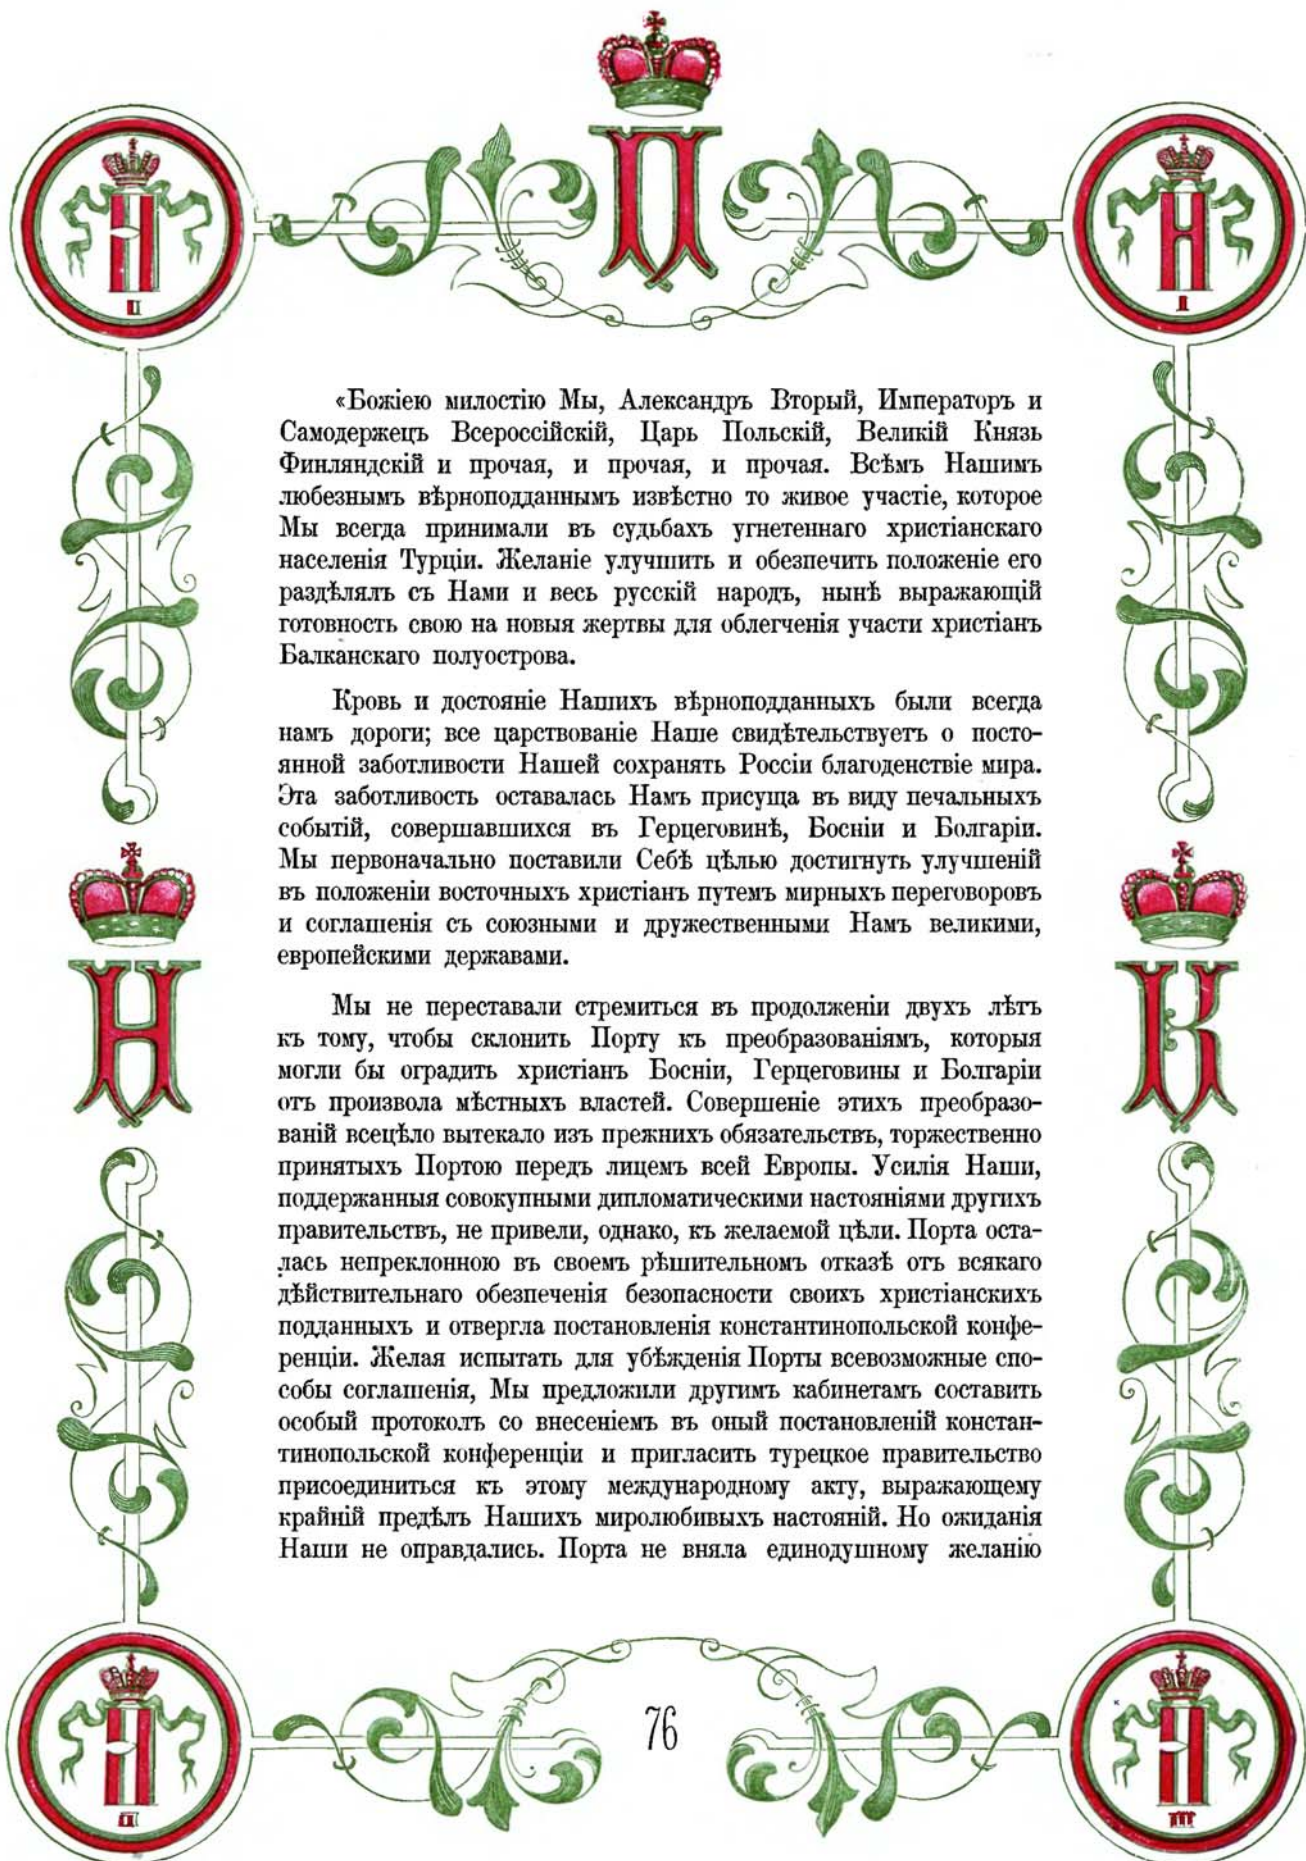 П
II
I
«Божіею милостію Мы, Александръ Вторый, Императоръ и
Самодержецъ Всероссійскій, Царь Польскій, Великій Князь
Финляндскій и прочая, и прочая, и прочая. Всѣмъ Нашимъ
любезнымъ вѣрноподданнымъ извѣстно то живое участіе, которое
Мы всегда принимали въ судьбахъ угнетеннаго христіанскаго
населенія Турціи. Желаніе улучшить и обезпечить положеніе его
раздѣлялъ съ Нами и весь русскій народъ, нынѣ выражающій
готовность свою на новыя жертвы для облегченія участи христіанъ
Балканскаго полуострова.
Кровь и достояніе Нашихъ вѣрноподданныхъ были всегда
намъ дороги; все царствованіе Наше свидѣтельствуетъ о посто-
янной заботливости Нашей сохранять Россіи благоденствіе мира.
Эта заботливость оставалась Намъ присуща въ виду печальныхъ
событій, совершавшихся въ Герцеговинѣ, Босніи и Болгаріи.
Мы первоначально поставили Себѣ цѣлью достигнуть улучшеній
въ положеніи восточныхъ христіанъ путемъ мирныхъ переговоровъ
и соглашенія съ союзными и дружественными Намъ великими,
европейскими державами.
Н
К
Мы не переставали стремиться въ продолженіи двухъ лѣтъ
къ тому, чтобы склонить Порту къ преобразованіямъ, которыя
могли бы оградить христіанъ Босніи, Герцеговины и Болгаріи
отъ произвола мѣстныхъ властей. Совершеніе этихъ преобразо-
ваній всецѣло вытекало изъ прежнихъ обязательствъ, торжественно
принятыхъ Портою передъ лицемъ всей Европы. Усилія Наши,
поддержанныя совокупными дипломатическими настояніями другихъ
правительствъ, не привели, однако, къ желаемой цѣли. Порта оста-
лась непреклонною въ своемъ рѣшительномъ отказѣ отъ всякаго
дѣйствительнаго обезпеченія безопасности своихъ христіанскихъ
подданныхъ и отвергла постановленія константинопольской конфе-
ренціи. Желая испытать для убѣжденія Порты всевозможные спо-
собы соглашенія, Мы предложили другимъ кабинетамъ составить
особый протоколъ со внесеніемъ въ оный постановленій констан-
тинопольской конференціи и пригласить турецкое правительство
присоединиться къ этому международному акту, выражающему
крайній предѣлъ Нашихъ миролюбивыхъ настояній. Но ожиданія
Наши не оправдались. Порта не вняла единодушному желанію
76
II
III